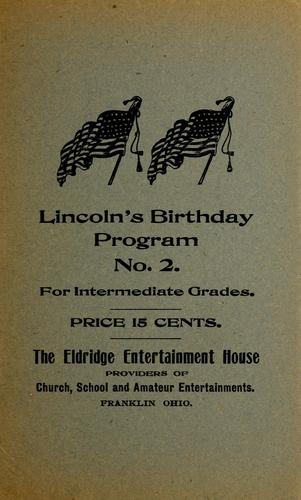 Lincoln's Birthday
Program
No. 2.
For Intermediate Grades.
PRICE 15 CENTS.
The Eldridge Entertainment House
PROVIDERS OF
Church, School and Amateur Entertainments.
FRANKLIN OHIO.